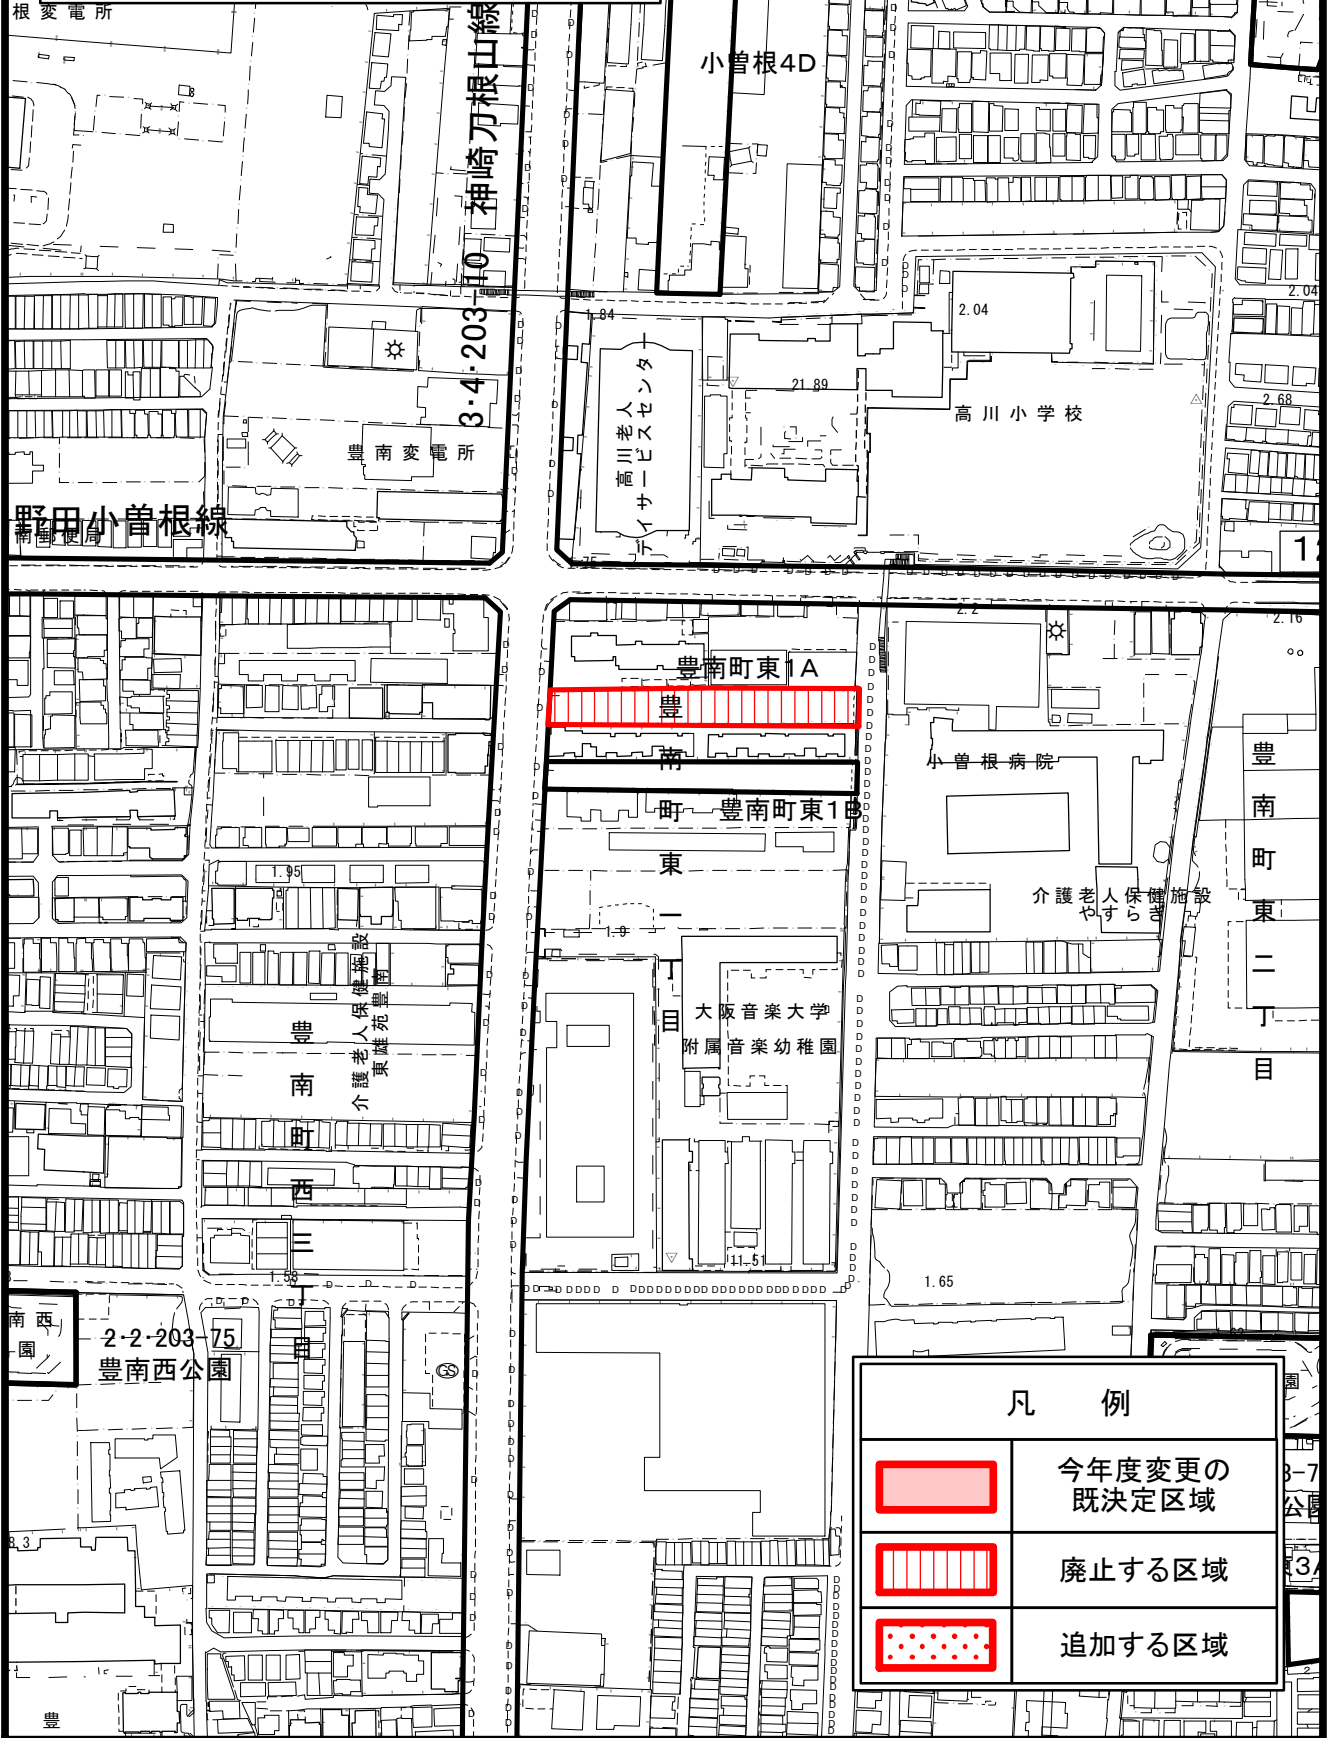 根変電所
神崎刀根山線
3・4・203-10
小曽根4D
2.04
2.04
1.84
21.89
2.68
高川小学校
高川老人
デイサービスセンター
豊南変電所
野田小曽根線
南郵便局
2.2
2.16
豊南町東1A
豊南町東1B
豊南町東一丁目
小曽根病院
豊南町東二丁目
1.95
介護老人保健施設
やすらぎ
1.9
介護老人保健施設
東雄苑豊南
大阪音楽大学
附属音楽幼稚園
豊南町西三丁目
11.51
1.58
1.65
南西
園
2・2・203-75
豊南西公園
GS
凡例
今年度変更の
既決定区域
廃止する区域
追加する区域
園
公園
8.3
豊